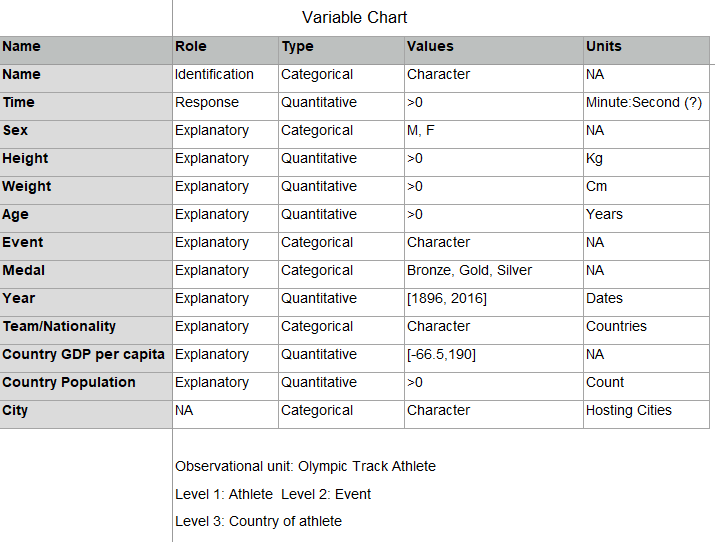 Variable Chart
Name Role Type Values Units
Name Identification Categorical Character NA
Time Response Quantitative >0 Minute:Second (?)
Sex Explanatory Categorical M, F NA
Height Explanatory Quantitative >0 Kg
Weight Explanatory Quantitative >0 Cm
Age Explanatory Quantitative >0 Years
Event Explanatory Categorical Character NA
Medal Explanatory Categorical Bronze, Gold, Silver NA
Year Explanatory Quantitative [1896, 2016] Dates
Team/Nationality Explanatory Categorical Character Countries
Country GDP per capita Explanatory Quantitative [-66.5,190] NA
Country Population Explanatory Quantitative >0 Count
City NA Categorical Character Hosting Cities
Observational unit: Olympic Track Athlete
Level 1: Athlete Level 2: Event
Level 3: Country of athlete